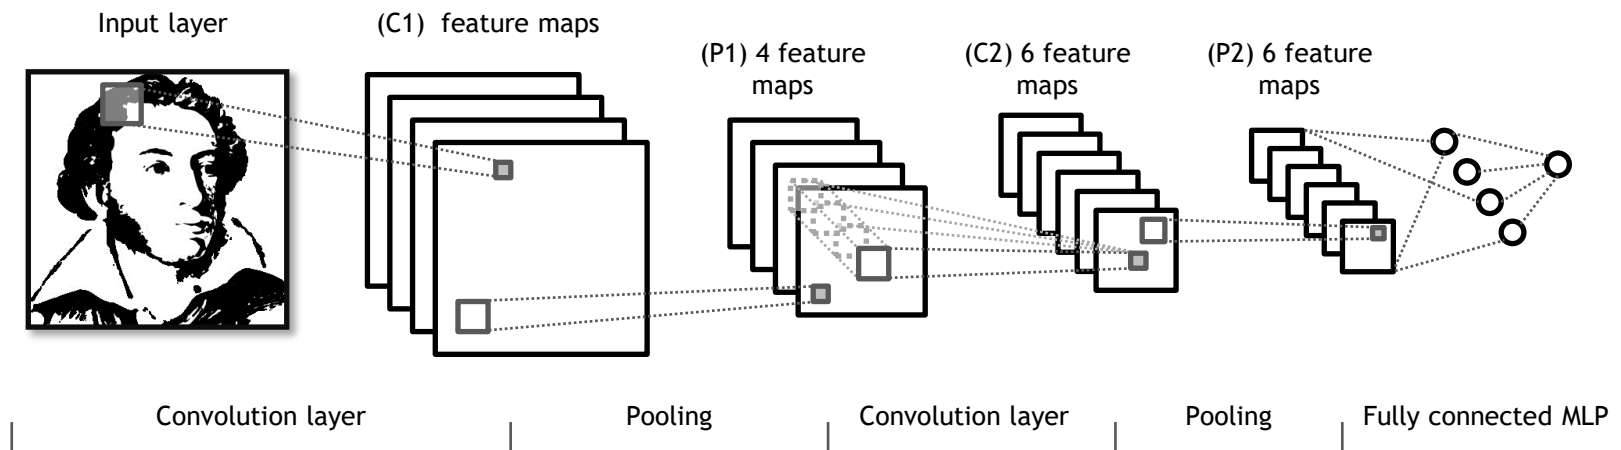 Input layer
(C1)  feature maps
(P1) 4 feature
maps
(C2) 6 feature
maps
(P2) 6 feature
maps
Convolution layer
Pooling
Convolution layer
Pooling
Fully connected MLP